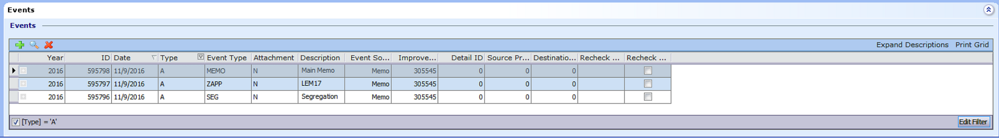 Events
Events
Expand Descriptions Print Grid
Year ID Date Type Event Type Attachment Description Event So... Improve... Detail ID Source Pr... Destinatio... Recheck ... Recheck ...
2016 595798 11/9/2016 A MEMO N Main Memo Memo 305545 0 0 0
2016 595797 11/9/2016 A ZAPP N LEM17 Memo 305545 0 0 0
2016 595796 11/9/2016 A SEG N Segregation Memo 305545 0 0 0
[Type] = 'A' Edit Filter